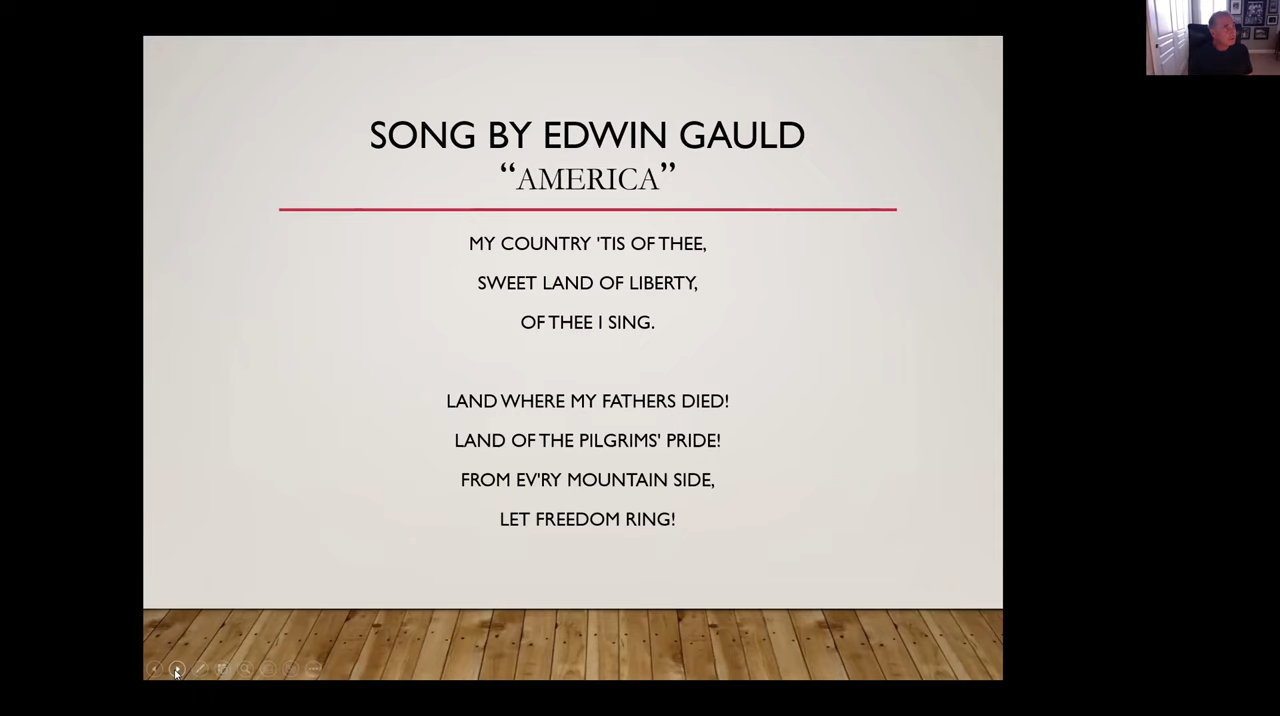 SONG BY EDWIN GAULD
“AMERICA”
MY COUNTRY 'TIS OF THEE,
SWEET LAND OF LIBERTY,
OF THEE I SING.
LAND WHERE MY FATHERS DIED!
LAND OF THE PILGRIMS' PRIDE!
FROM EV'RY MOUNTAIN SIDE,
LET FREEDOM RING!